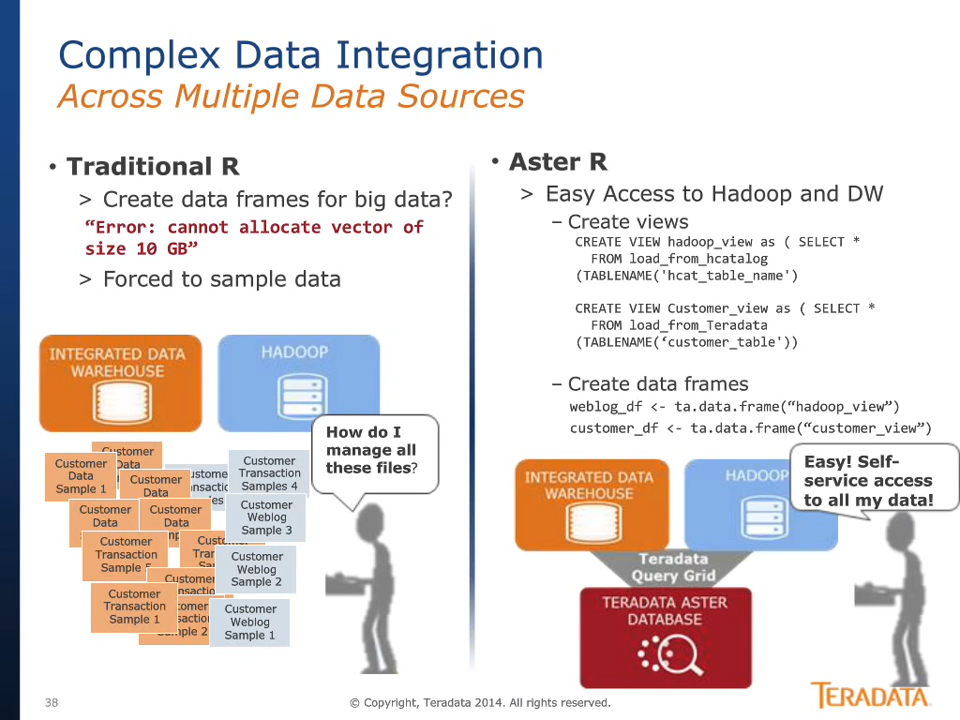 Complex Data Integration
Across Multiple Data Sources
• Traditional R
> Create data frames for big data?
“Error: cannot allocate vector of
size 10 GB”
> Forced to sample data
INTEGRATED DATA
WAREHOUSE
HADOOP
How do I
manage all
these files?
Customer
Data
Customer
Data
Sample 1
Customer
Data
Customer
Transaction
Samples 4
Customer
Data
Customer
Data
Customer
Weblog
Sample 3
Customer
Transaction
Customer
Weblog
Sample 2
Customer
Transaction
Sample 1
Customer
Weblog
Sample 1
• Aster R
> Easy Access to Hadoop and DW
– Create views
CREATE VIEW hadoop_view as ( SELECT *
FROM load_from_hcatalog
(TABLENAME('hcat_table_name')
CREATE VIEW Customer_view as ( SELECT *
FROM load_from_Teradata
(TABLENAME(‘customer_table'))
– Create data frames
weblog_df <- ta.data.frame(“hadoop_view”)
customer_df <- ta.data.frame(“customer_view”)
INTEGRATED DATA
WAREHOUSE
HADOOP
Easy! Self-
service access
to all my data!
Teradata
Query Grid
TERADATA ASTER
DATABASE
38
© Copyright, Teradata 2014. All rights reserved.
TERADATA